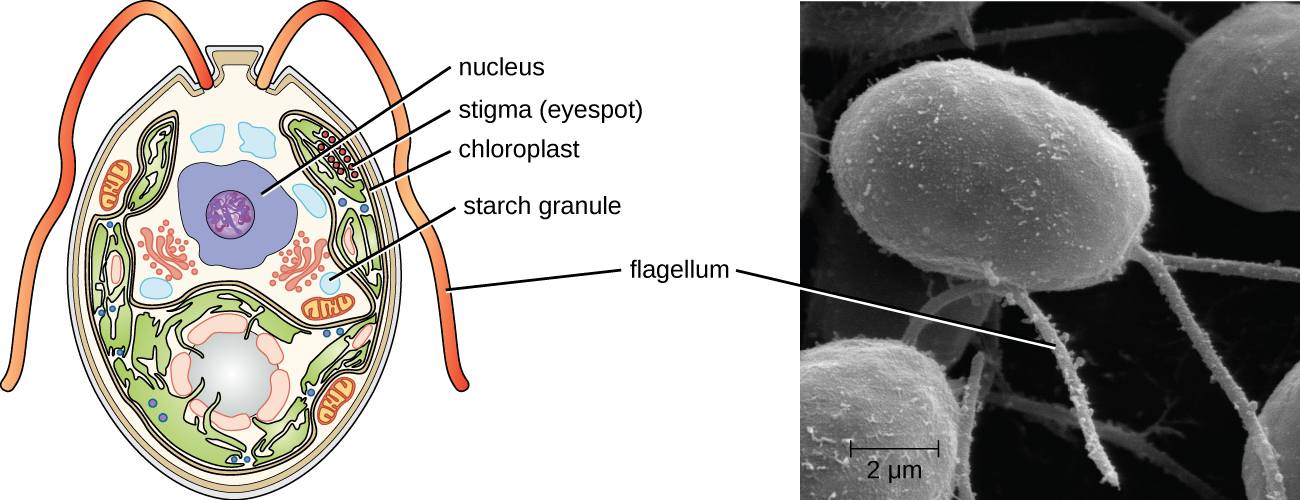 nucleus
stigma (eyespot)
chloroplast
starch granule
flagellum
2 μm